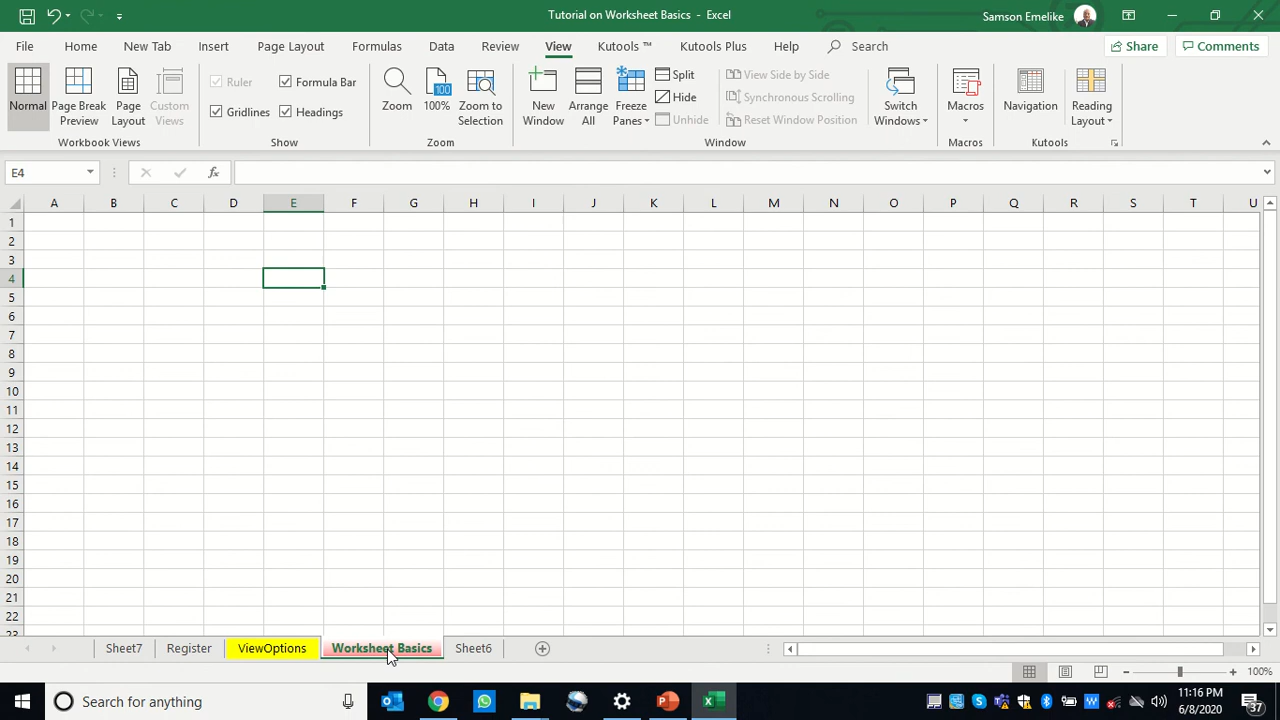 Tutorial on Worksheet Basics - Excel
Samson Emelike
File Home New Tab Insert Page Layout Formulas Data Review View Kutools ™ Kutools Plus Help Search Share Comments
Normal Page Break Preview Page Layout Custom Views
Workbook Views
Ruler Formula Bar
Gridlines Headings
Show
Zoom 100% Zoom to Selection
Zoom
New Window Arrange All Freeze Panes
Split
Hide
Unhide
View Side by Side
Synchronous Scrolling
Reset Window Position
Switch Windows
Window
Macros
Macros
Navigation Reading Layout
Kutools
E4 fx
A B C D E F G H I J K L M N O P Q R S T U
1
2
3
4
5
6
7
8
9
10
11
12
13
14
15
16
17
18
19
20
21
22
23
Sheet7 Register ViewOptions Worksheet Basics Sheet6
100%
Search for anything
11:16 PM
6/8/2020
37